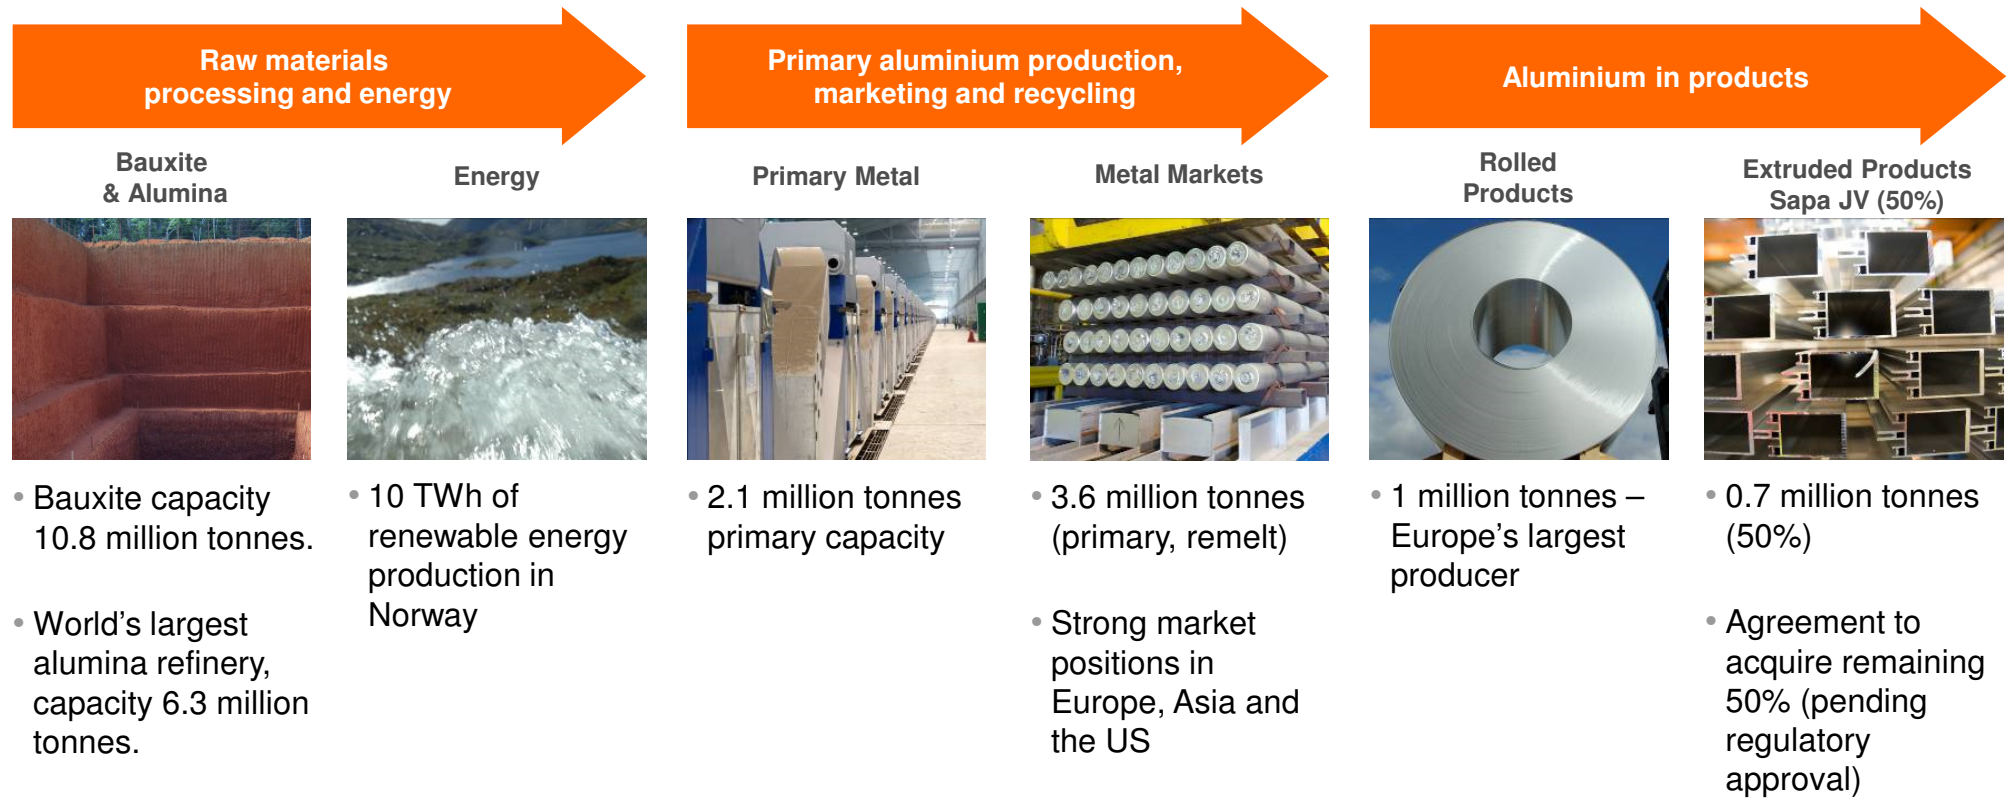 Raw materials
processing and energy
Primary aluminium production,
marketing and recycling
Aluminium in products
Bauxite
& Alumina
Energy
Primary Metal
Metal Markets
Rolled
Products
Extruded Products
Sapa JV (50%)
• Bauxite capacity
10.8 million tonnes.
• World’s largest
alumina refinery,
capacity 6.3 million
tonnes.
• 10 TWh of
renewable energy
production in
Norway
• 2.1 million tonnes
primary capacity
• 3.6 million tonnes
(primary, remelt)
• Strong market
positions in
Europe, Asia and
the US
• 1 million tonnes –
Europe’s largest
producer
• 0.7 million tonnes
(50%)
• Agreement to
acquire remaining
50% (pending
regulatory
approval)